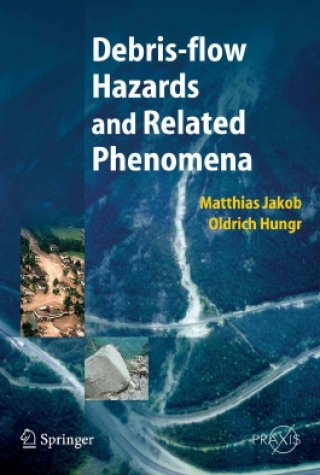 Debris-flow
Hazards
and Related
Phenomena
Matthias Jakob
Oldrich Hungr
Springer
PRAXIS